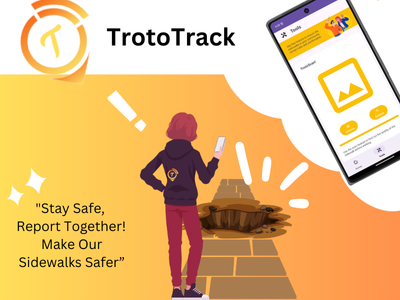 TrotoTrack
Tools
"Stay Safe,
Report Together!
Make Our
Sidewalks Safer”